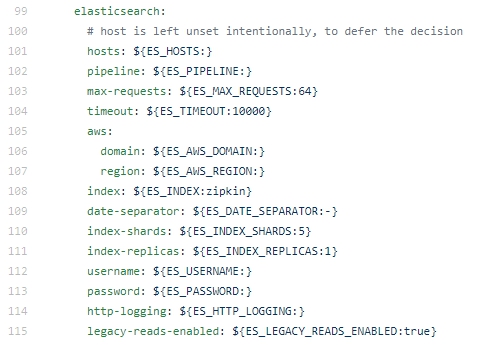 99 elasticsearch:
100 # host is left unset intentionally, to defer the decision
101 hosts: ${ES_HOSTS:}
102 pipeline: ${ES_PIPELINE:}
103 max-requests: ${ES_MAX_REQUESTS:64}
104 timeout: ${ES_TIMEOUT:10000}
105 aws:
106 domain: ${ES_AWS_DOMAIN:}
107 region: ${ES_AWS_REGION:}
108 index: ${ES_INDEX:zipkin}
109 date-separator: ${ES_DATE_SEPARATOR:-}
110 index-shards: ${ES_INDEX_SHARDS:5}
111 index-replicas: ${ES_INDEX_REPLICAS:1}
112 username: ${ES_USERNAME:}
113 password: ${ES_PASSWORD:}
114 http-logging: ${ES_HTTP_LOGGING:}
115 legacy-reads-enabled: ${ES_LEGACY_READS_ENABLED:true}